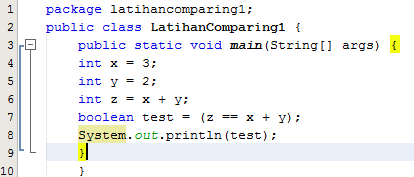 1 package latihancomparing1;
2 public class LatihanComparing1 {
3 public static void main(String[] args) {
4 int x = 3;
5 int y = 2;
6 int z = x + y;
7 boolean test = (z == x + y);
8 System.out.println(test);
9 }
10 }